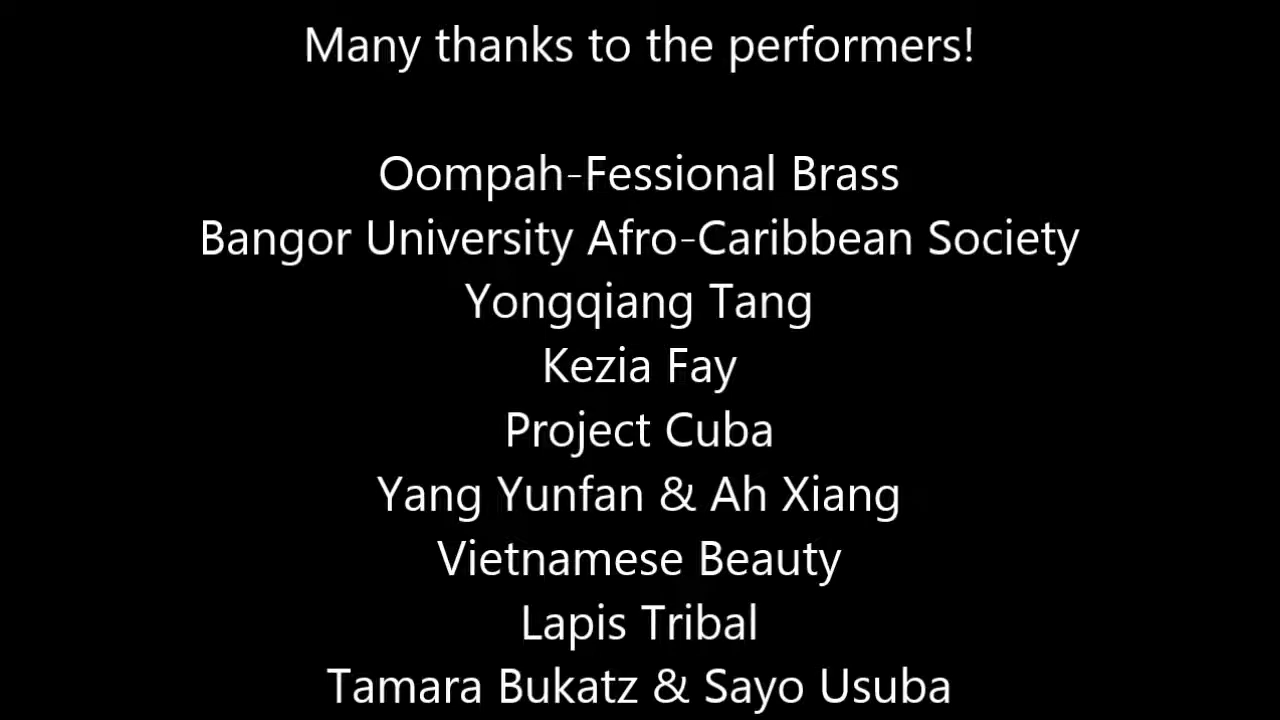 Many thanks to the performers!
Oompah-Fessional Brass
Bangor University Afro-Caribbean Society
Yongqiang Tang
Kezia Fay
Project Cuba
Yang Yunfan & Ah Xiang
Vietnamese Beauty
Lapis Tribal
Tamara Bukatz & Sayo Usuba